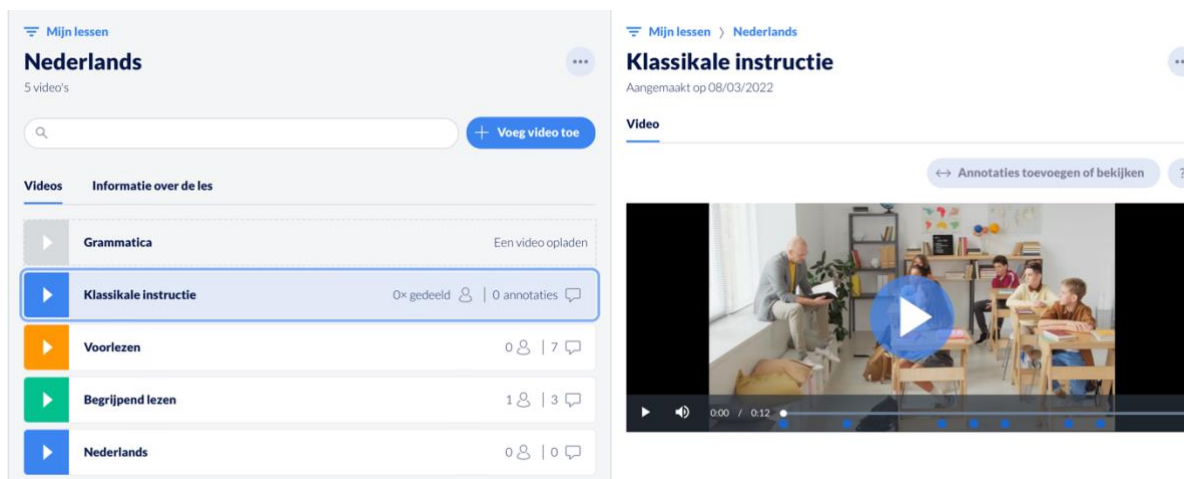 Mijn lessen
Nederlands
5 video's
Voeg video toe
Videos Informatie over de les
Grammatica Een video opladen
Klassikale instructie 0× gedeeld | 0 annotaties
Voorlezen 0 | 7
Begrijpend lezen 1 | 3
Nederlands 0 | 0
Mijn lessen 〉 Nederlands
Klassikale instructie
Aangemaakt op 08/03/2022
Video
Annotaties toevoegen of bekijken ?
0:00 / 0:12